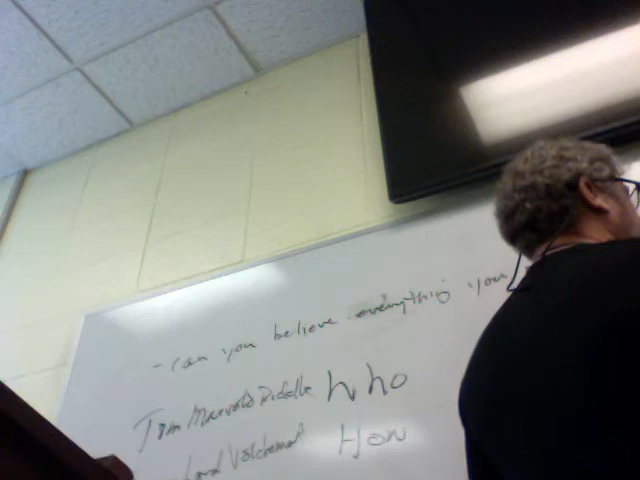 - can you believe everything you
Tom Marvolo Riddle Who
Lord Voldemort How